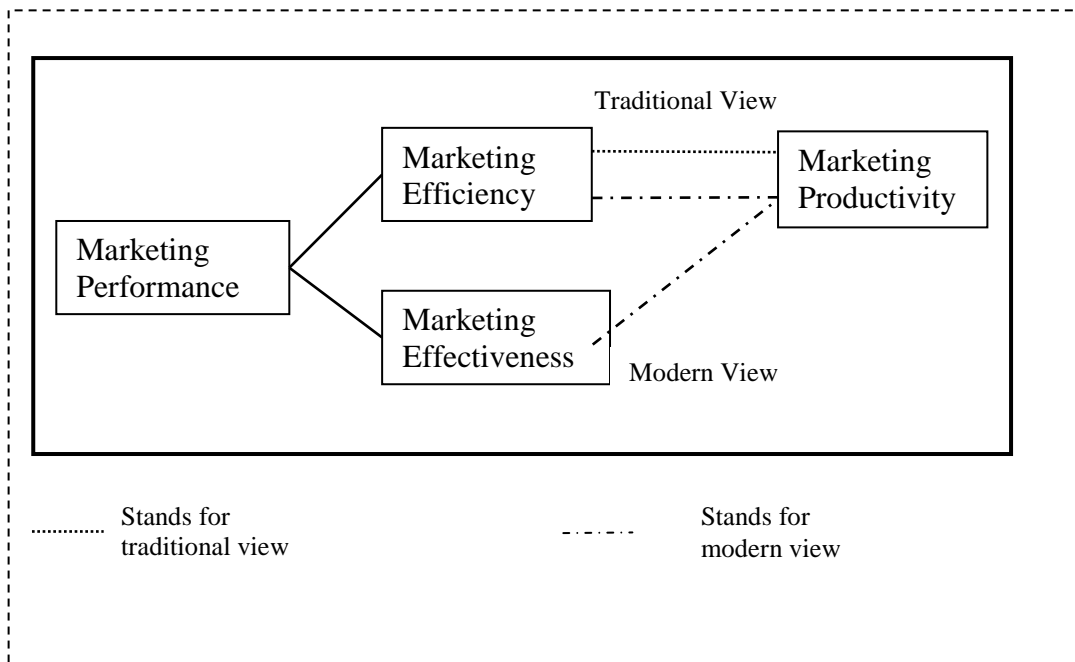 Traditional View
Marketing
Efficiency
Marketing
Productivity
Marketing
Performance
Marketing
Effectiveness
Modern View
Stands for
traditional view
Stands for
modern view